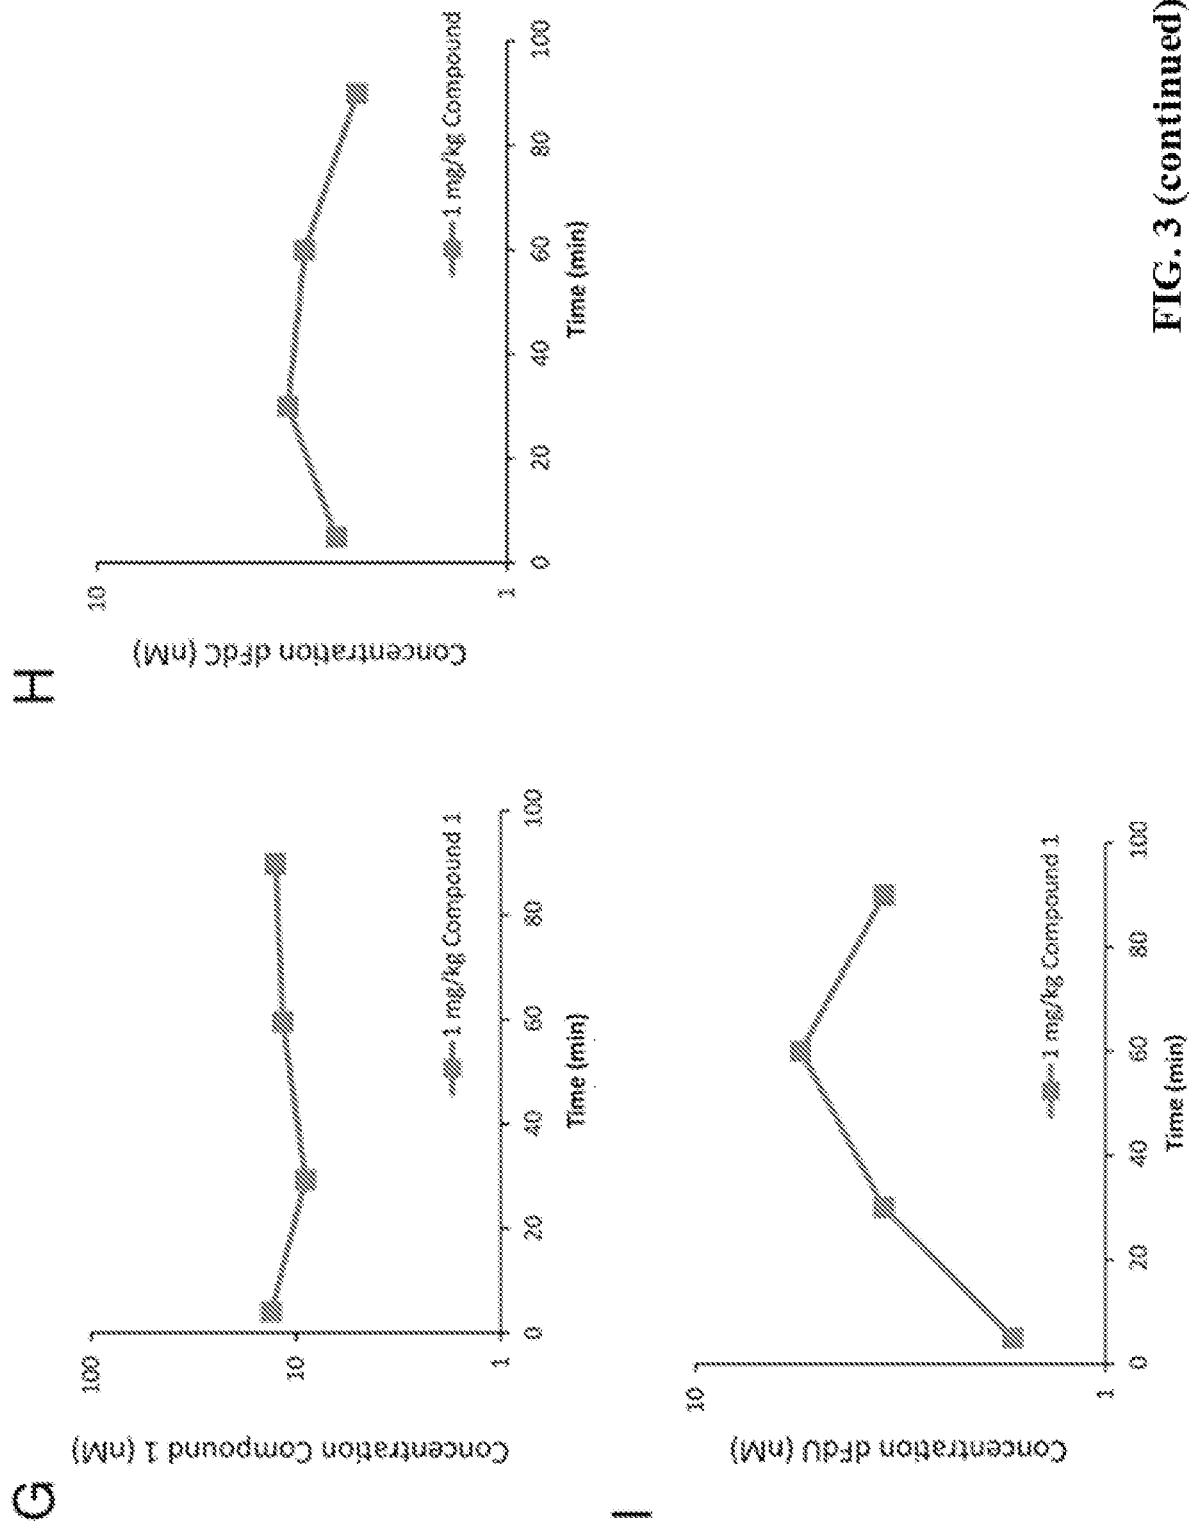 G
Concentration Compound 1 (nM)
100
10
1
0
20
40
60
80
100
Time (min)
1 mg/kg Compound 1
H
Concentration dFdC (nM)
10
1
0
20
40
60
80
100
Time (min)
1 mg/kg Compound
I
Concentration dFdU (nM)
10
1
0
20
40
60
80
100
Time (min)
1 mg/kg Compound 1
FIG. 3 (continued)